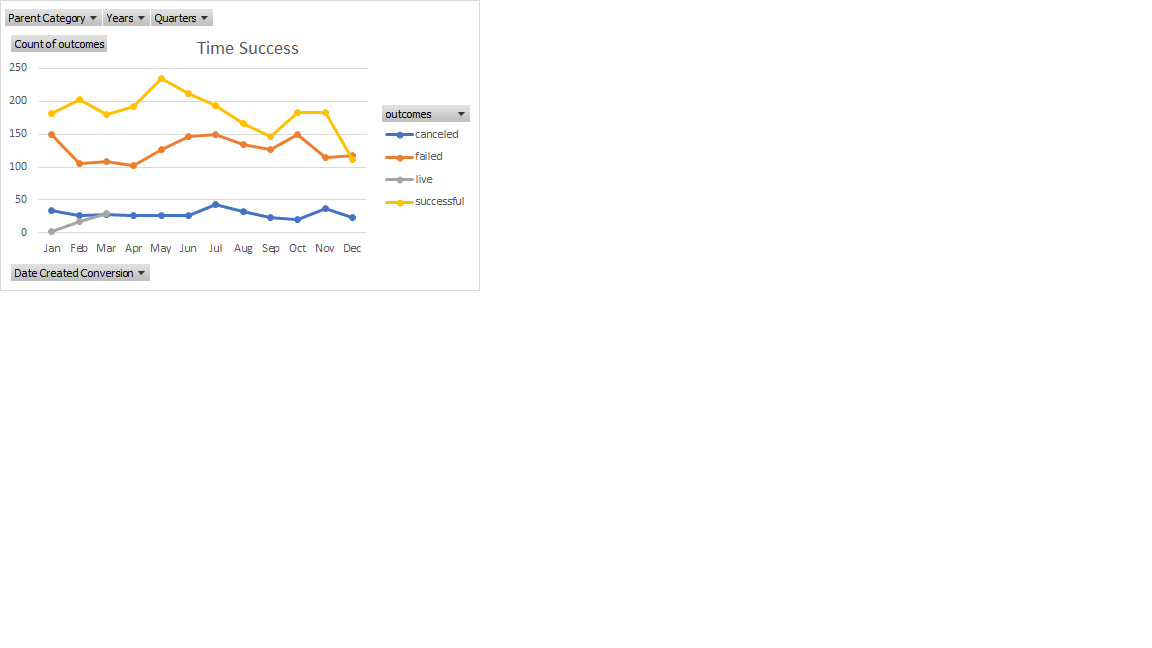 Parent Category Years Quarters
Count of outcomes
Time Success
250
200
150
100
50
0
Jan Feb Mar Apr May Jun Jul Aug Sep Oct Nov Dec
outcomes
canceled
failed
live
successful
Date Created Conversion